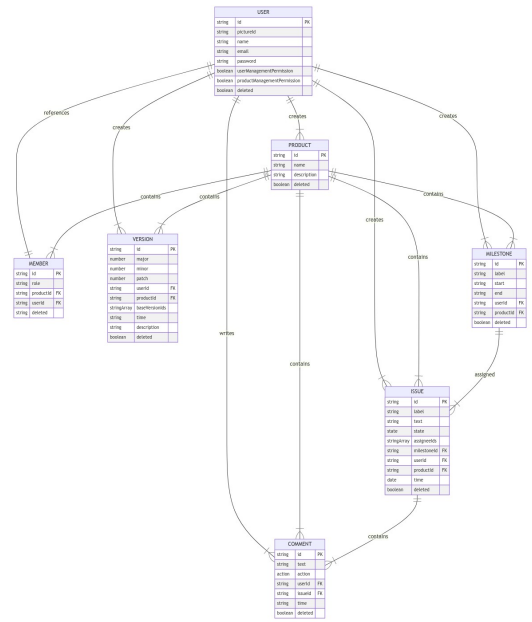 USER
string id PK
string pictureId
string name
string email
string password
boolean userManagementPermission
boolean productManagementPermission
boolean deleted
references
creates
creates
creates
PRODUCT
string id PK
string name
string description
boolean deleted
contains
contains
contains
creates
contains
MEMBER
string id PK
string role
string productId FK
string userId FK
string deleted
VERSION
string id PK
number major
number minor
number patch
string userId FK
string productId FK
stringArray baseVersionIds
string time
string description
boolean deleted
MILESTONE
string id PK
string label
string start
string end
string userId FK
string productId FK
boolean deleted
writes
contains
assigned
ISSUE
string id PK
string label
string text
state state
stringArray assigneeIds
string milestoneId FK
string userId FK
string productId FK
date time
boolean deleted
contains
COMMENT
string id PK
string text
action action
string userId FK
string issueId FK
string time
boolean deleted